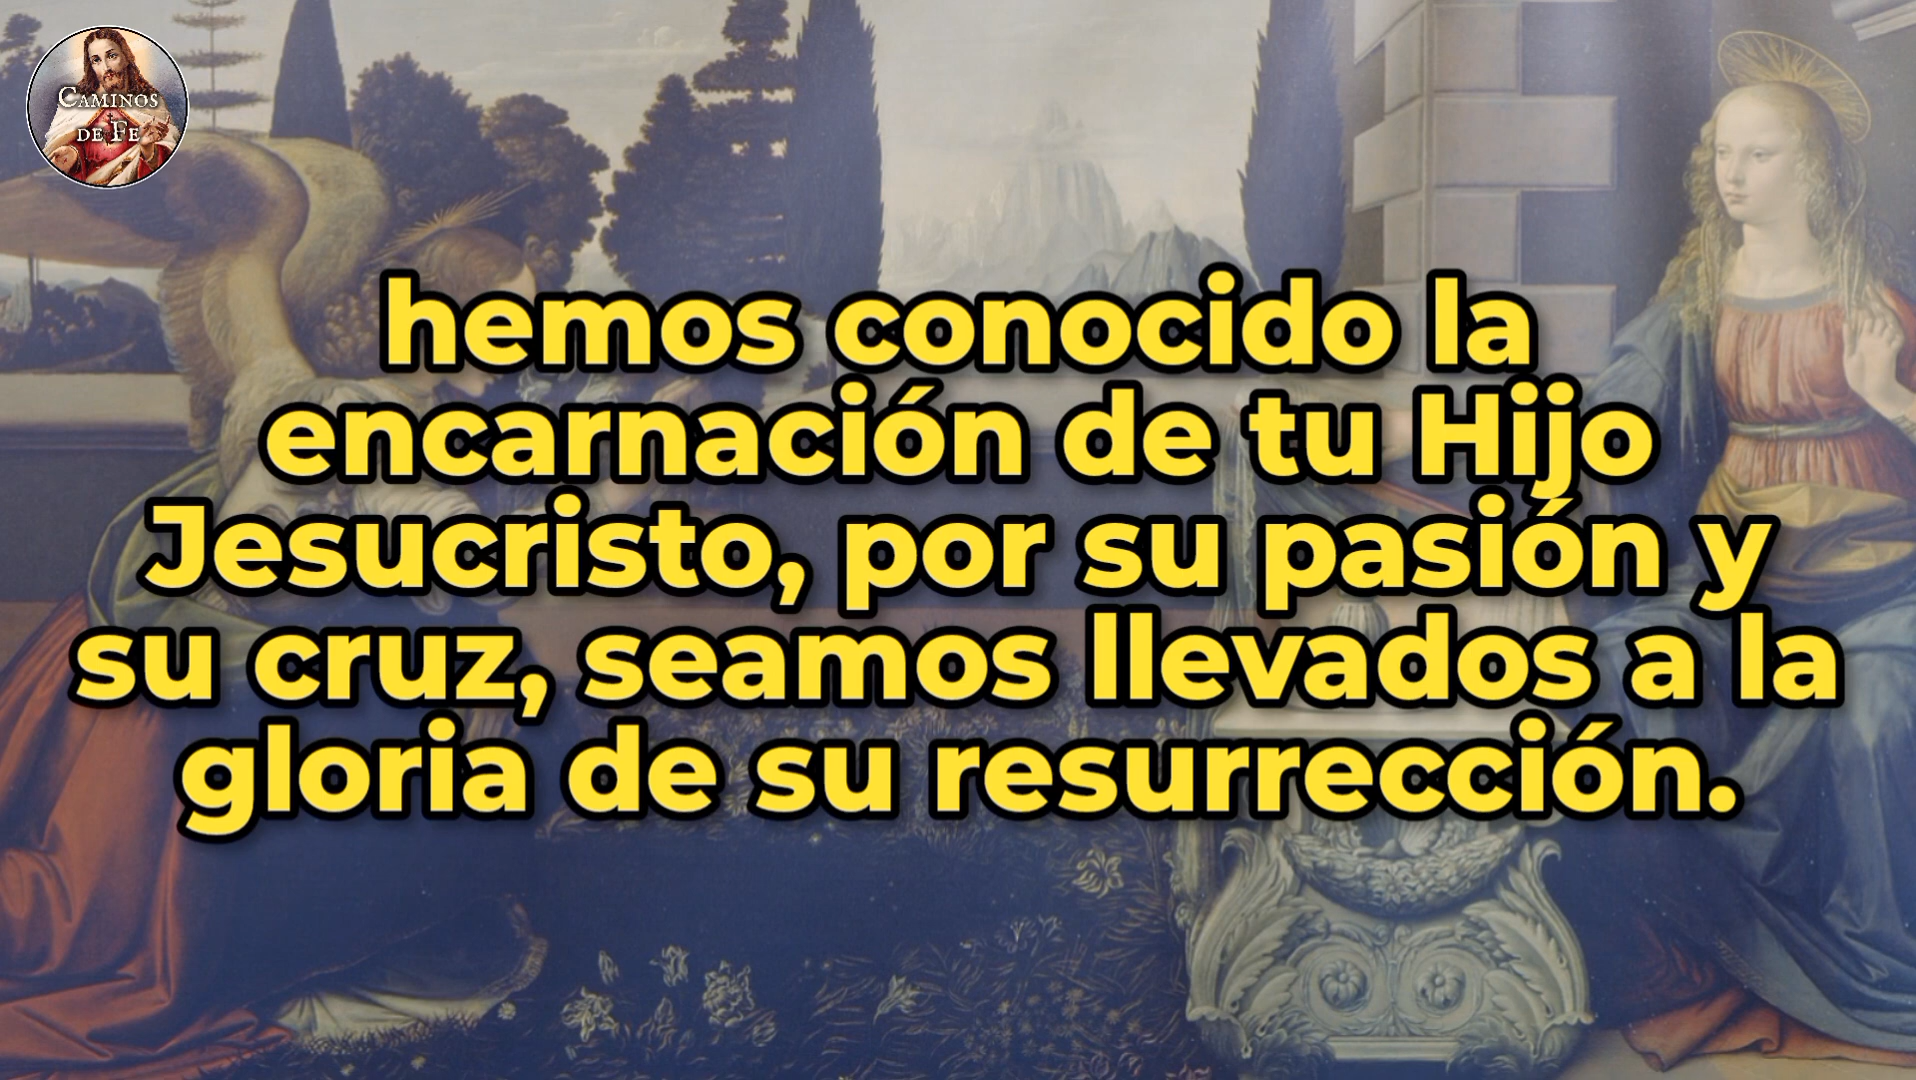 CAMINOS
DE FE
hemos conocido la
encarnación de tu Hijo
Jesucristo, por su pasión y
su cruz, seamos llevados a la
gloria de su resurrección.